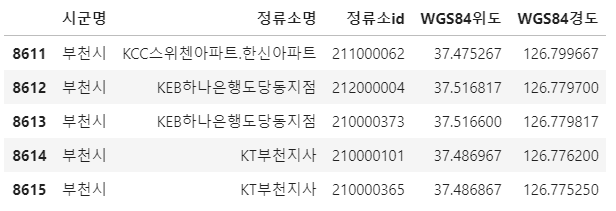 시군명 정류소명 정류소id WGS84위도 WGS84경도
8611 부천시 KCC스위첸아파트.한신아파트 211000062 37.475267 126.799667
8612 부천시 KEB하나은행도당동지점 212000004 37.516817 126.779700
8613 부천시 KEB하나은행도당동지점 210000373 37.516600 126.779817
8614 부천시 KT부천지사 210000101 37.486967 126.776200
8615 부천시 KT부천지사 210000365 37.486867 126.775250